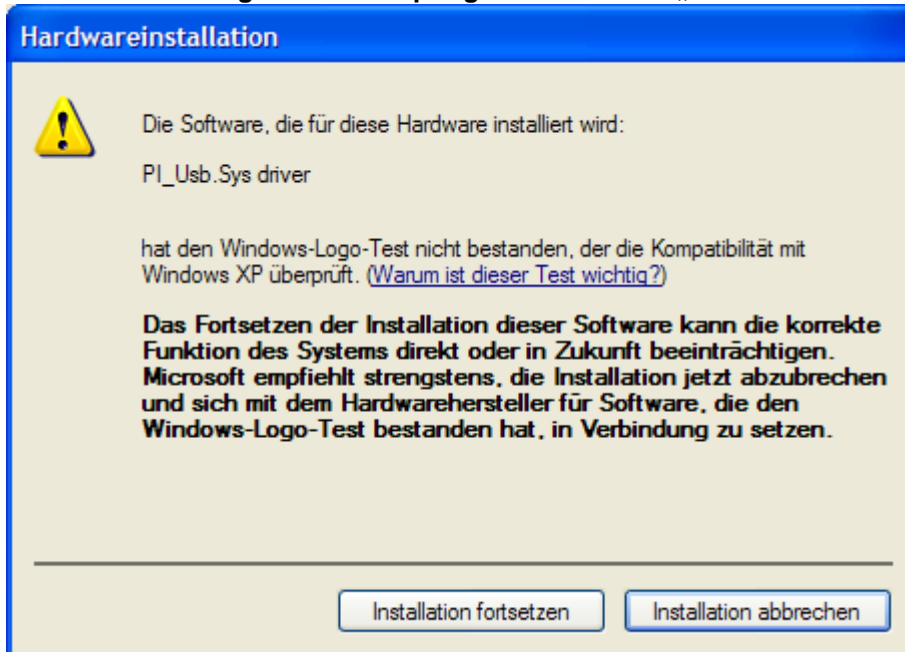 Hardwareinstallation
Die Software, die für diese Hardware installiert wird:
PI_Usb.Sys driver
hat den Windows-Logo-Test nicht bestanden, der die Kompatibilität mit
Windows XP überprüft. (Warum ist dieser Test wichtig?)
Das Fortsetzen der Installation dieser Software kann die korrekte
Funktion des Systems direkt oder in Zukunft beeinträchtigen.
Microsoft empfiehlt strengstens, die Installation jetzt abzubrechen
und sich mit dem Hardwarehersteller für Software, die den
Windows-Logo-Test bestanden hat, in Verbindung zu setzen.
Installation fortsetzen
Installation abbrechen